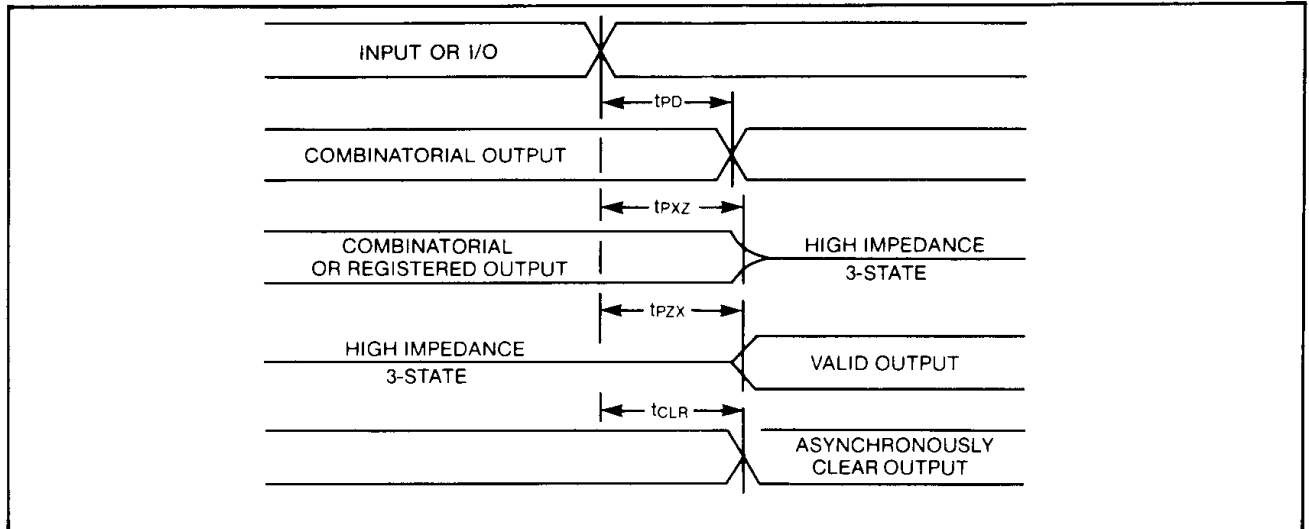 INPUT OR I/O
tPD
COMBINATORIAL OUTPUT
tPXZ
COMBINATORIAL
OR REGISTERED OUTPUT
HIGH IMPEDANCE
3-STATE
tPZX
HIGH IMPEDANCE
3-STATE
VALID OUTPUT
tCLR
ASYNCHRONOUSLY
CLEAR OUTPUT